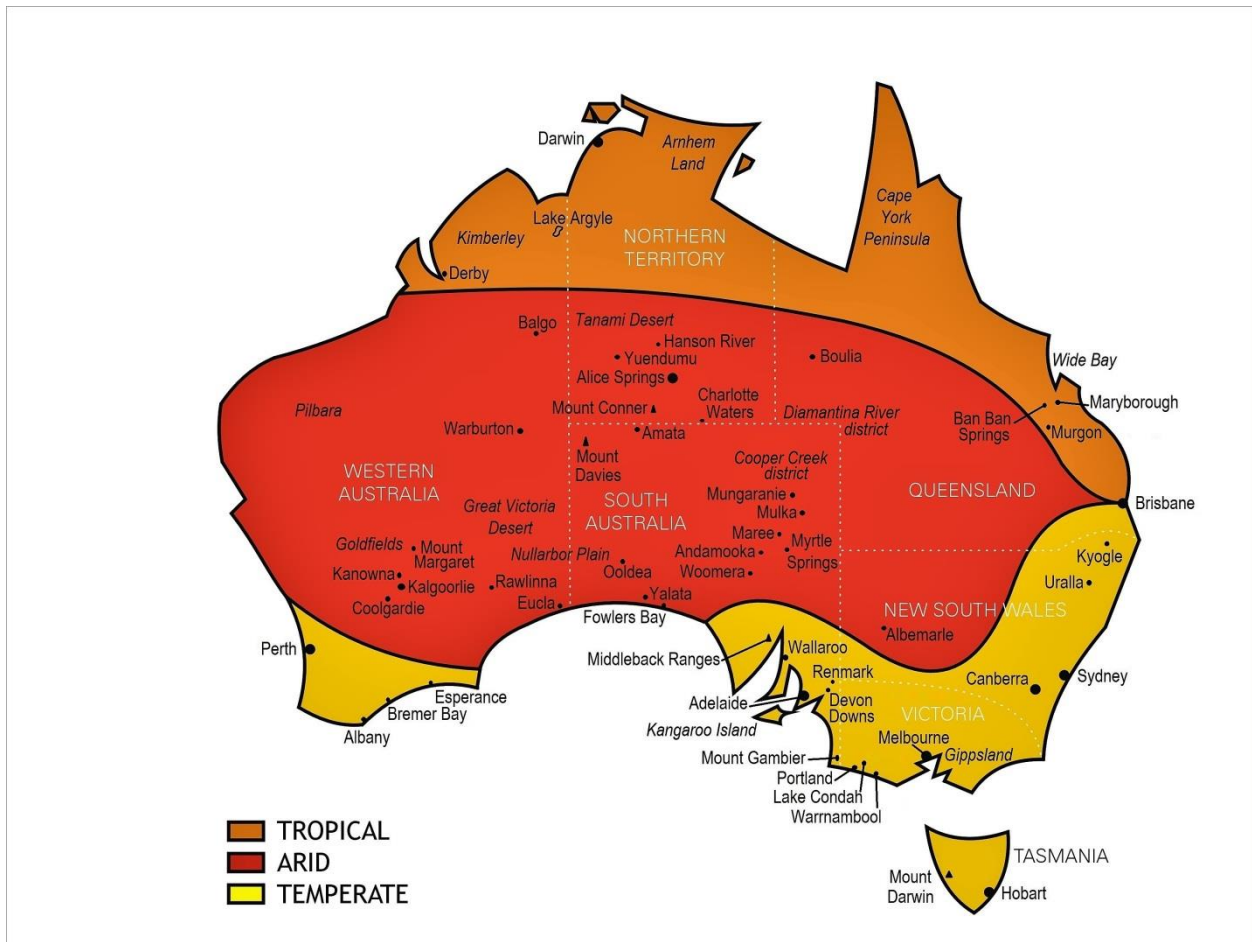 Darwin
Arnhem
Land
Cape
York
Peninsula
Lake Argyle
Kimberley
NORTHERN
TERRITORY
Derby
Balgo
Tanami Desert
Hanson River
Yuendumu
Boulia
Wide Bay
Alice Springs
Pilbara
Mount Conner
Charlotte
Waters
Diamantina River
district
Ban Ban
Springs
Maryborough
Murgon
Warburton
Amata
Mount
Davies
Cooper Creek
district
WESTERN
AUSTRALIA
SOUTH
AUSTRALIA
Mungaranie
Mulka
QUEENSLAND
Brisbane
Great Victoria
Desert
Maree
Myrtle
Springs
Goldfields
Mount
Margaret
Nullarbor Plain
Andamooka
Kyogle
Kanowna
Kalgoorlie
Rawlinna
Ooldea
Woomera
Uralla
Coolgardie
Eucla
Yalata
Fowlers Bay
NEW SOUTH WALES
Albemarle
Perth
Middleback Ranges
Wallaroo
Renmark
Canberra
Sydney
Esperance
Bremer Bay
Albany
Adelaide
Devon
Downs
Kangaroo Island
VICTORIA
Melbourne
Gippsland
Mount Gambier
Portland
Lake Condah
Warrnambool
TROPICAL
ARID
TEMPERATE
TASMANIA
Mount
Darwin
Hobart